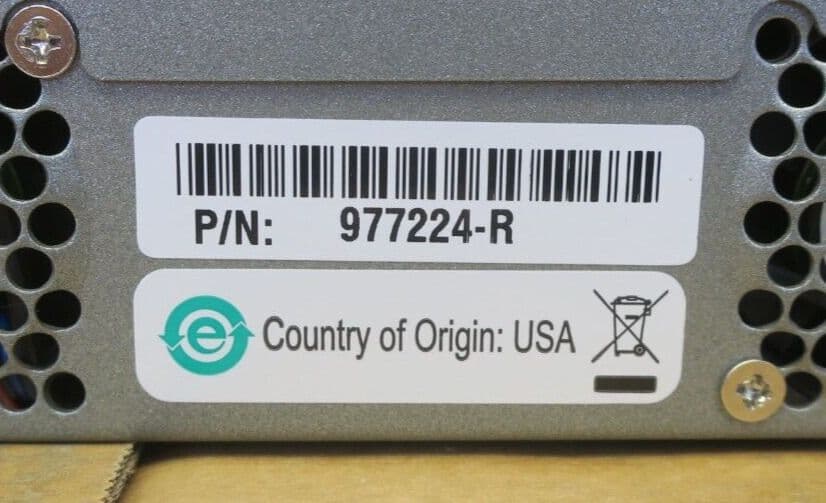 P/N: 977224-R
e Country of Origin: USA